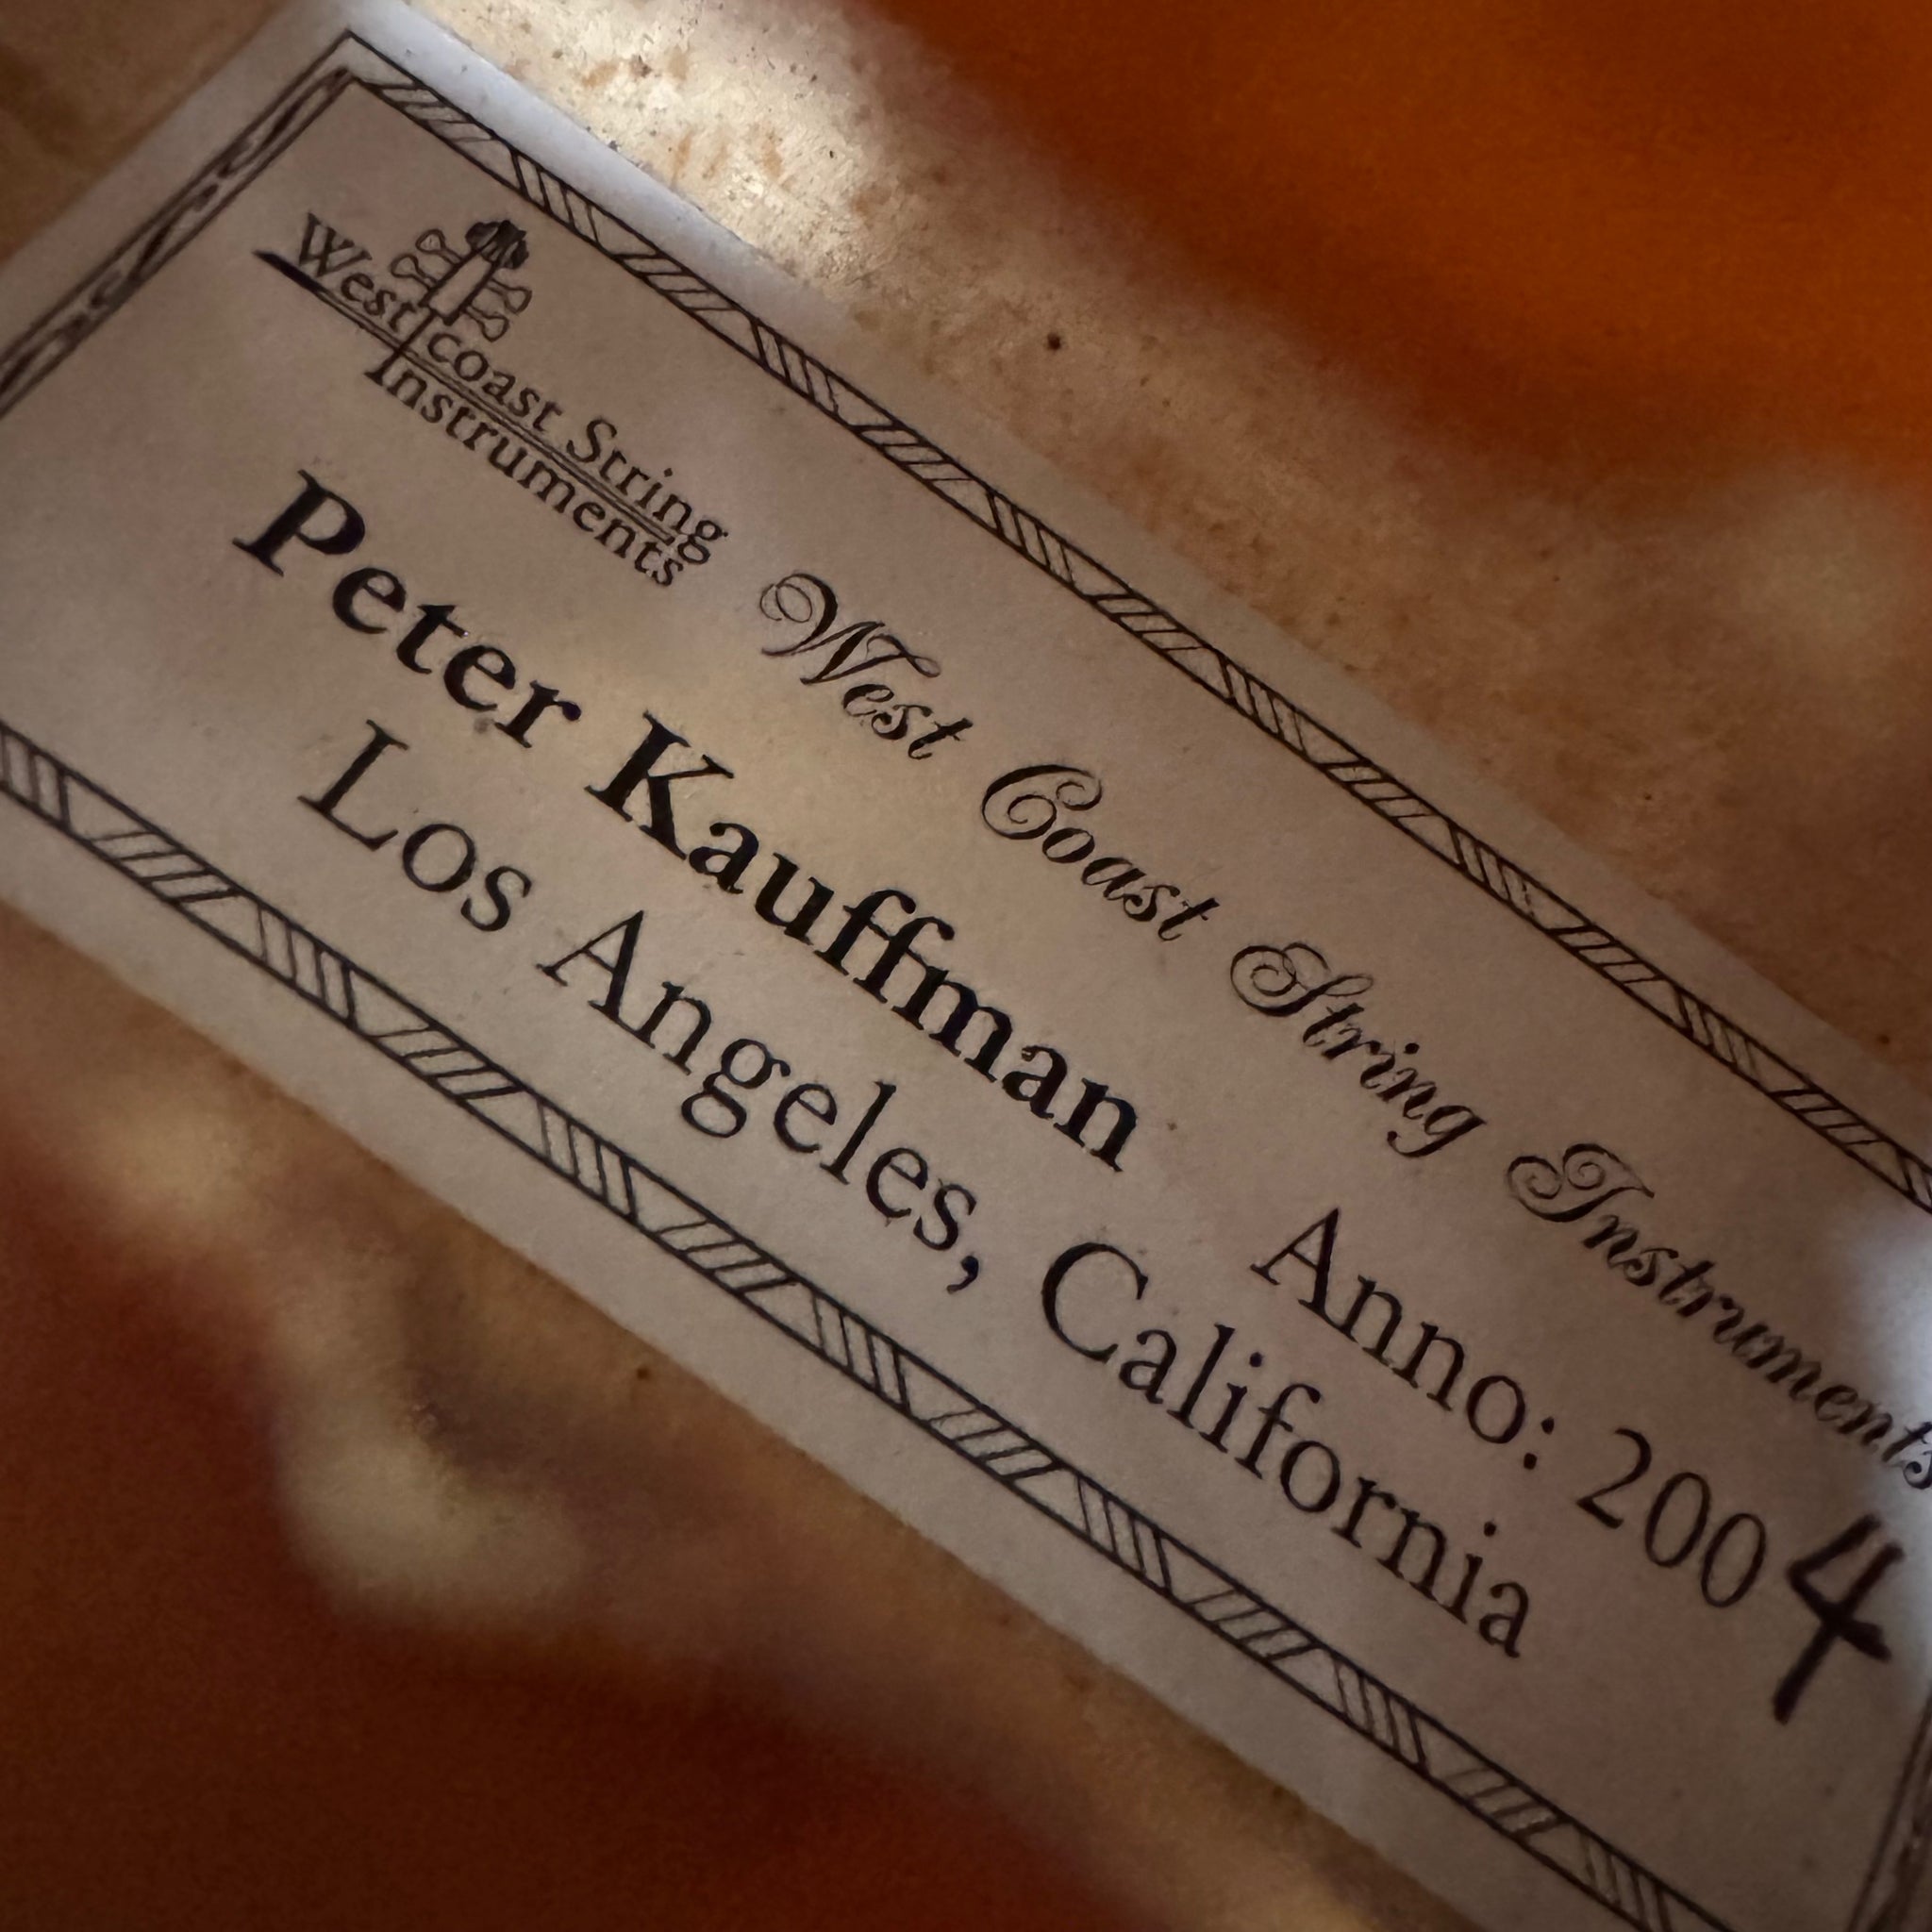 West coast String
Instruments
West Coast String Instruments
Peter Kauffman Anno: 2004
Los Angeles, California